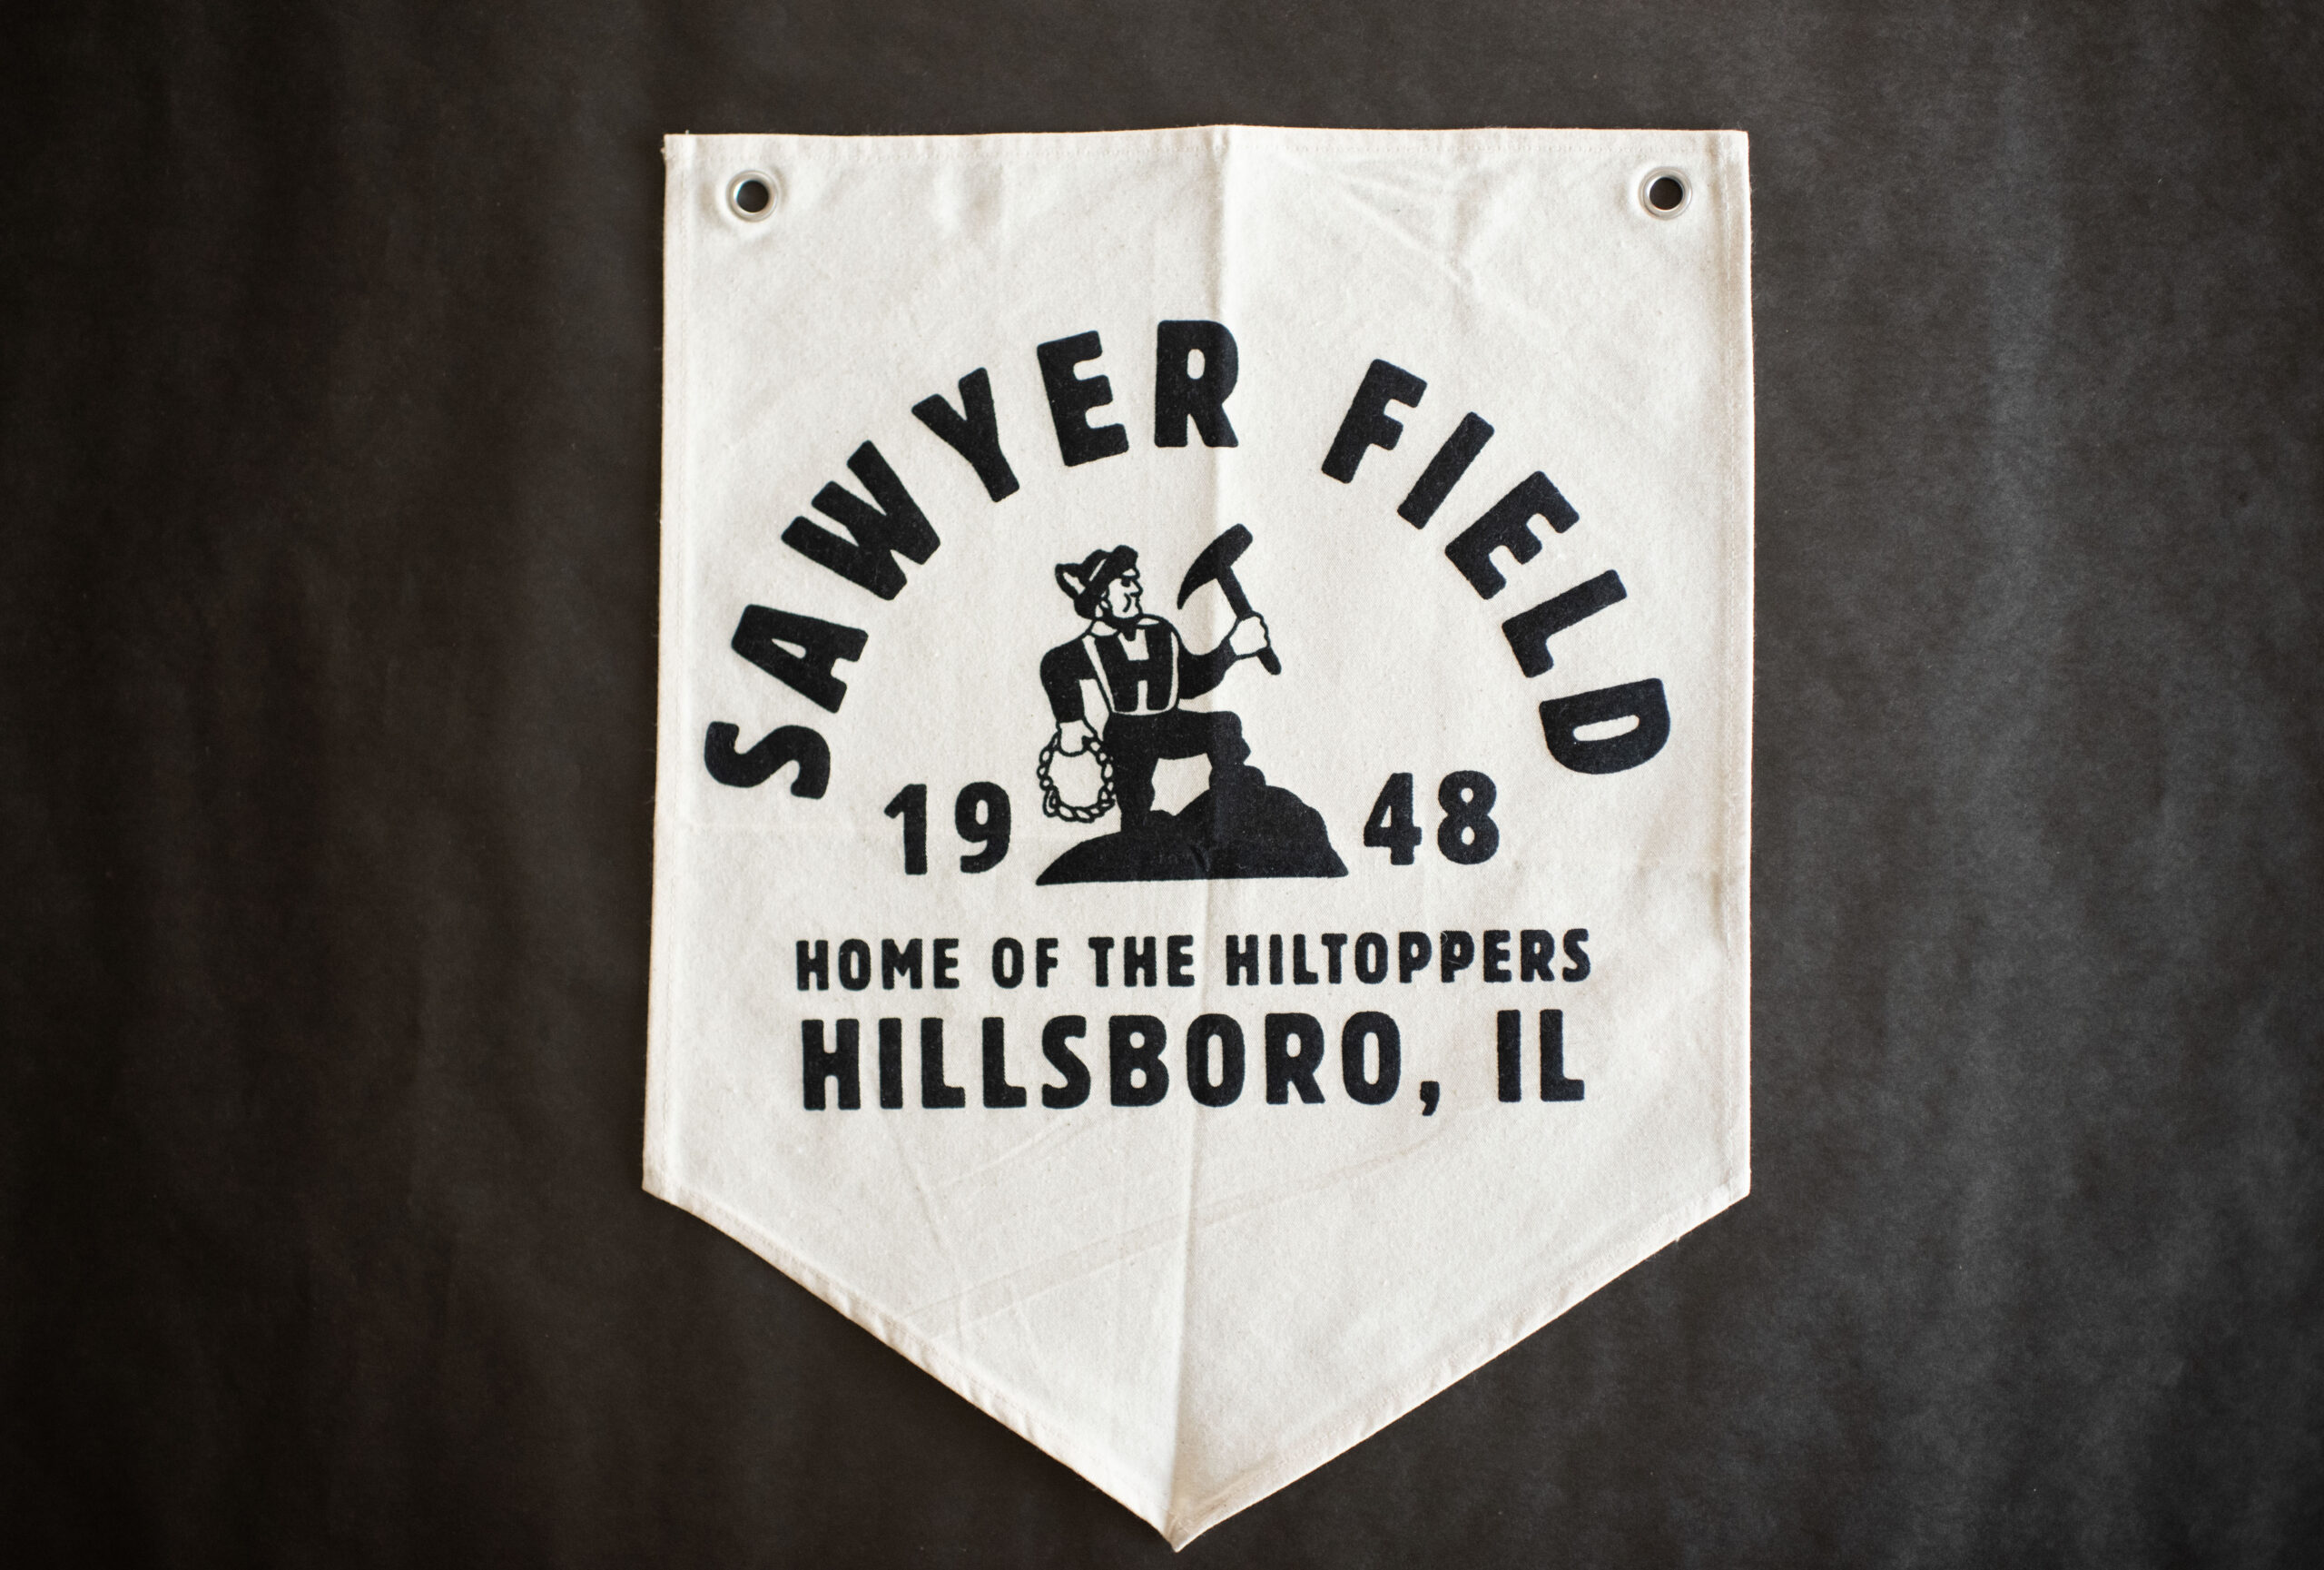 SAWYER FIELD
H
19 48
HOME OF THE HILTOPPERS
HILLSBORO, IL